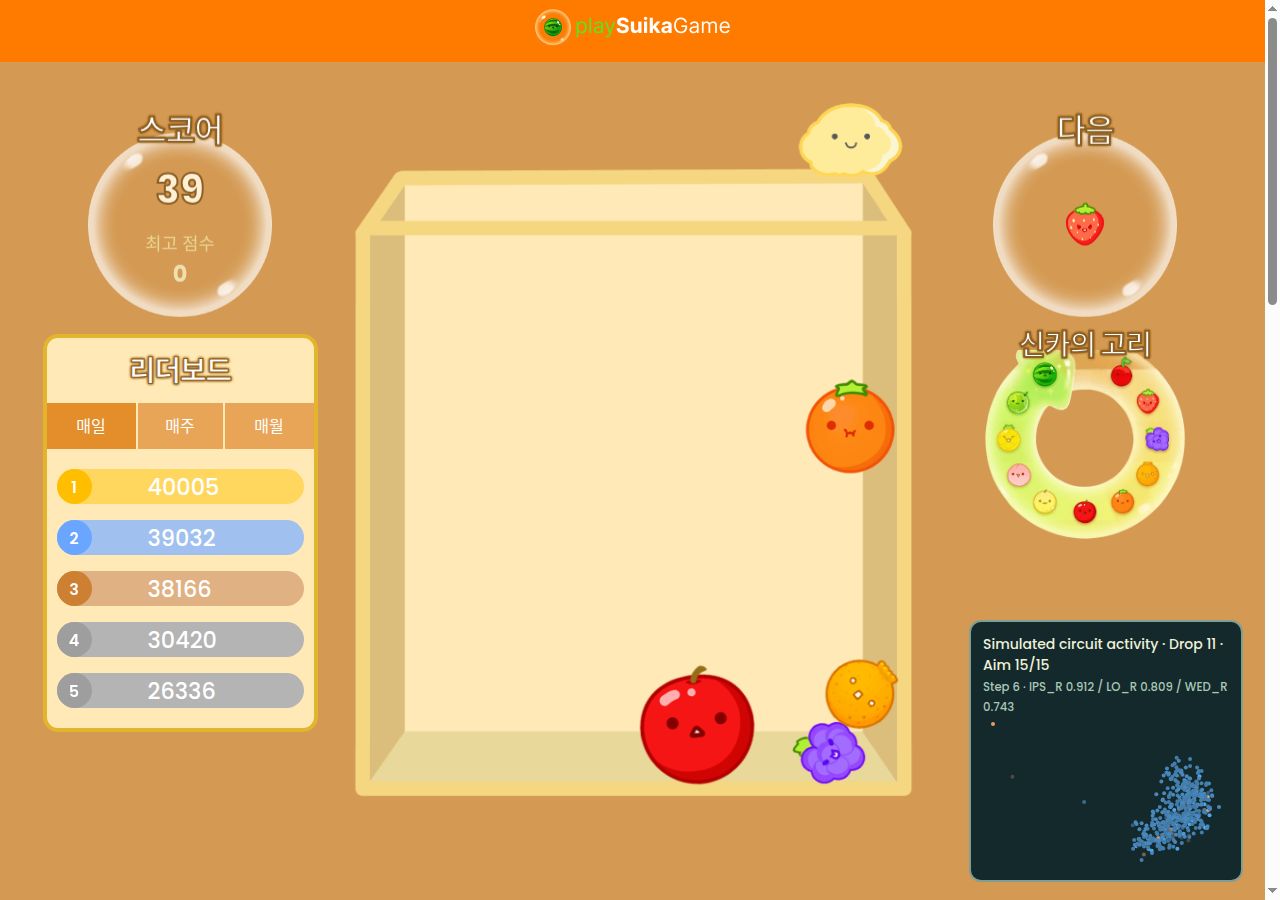 playSuikaGame
스코어
39
최고 점수
0
다음
신카의 고리
리더보드
매일 매주 매월
1 40005
2 39032
3 38166
4 30420
5 26336
Simulated circuit activity · Drop 11 ·
Aim 15/15
Step 6 · IPS_R 0.912 / LO_R 0.809 / WED_R
0.743